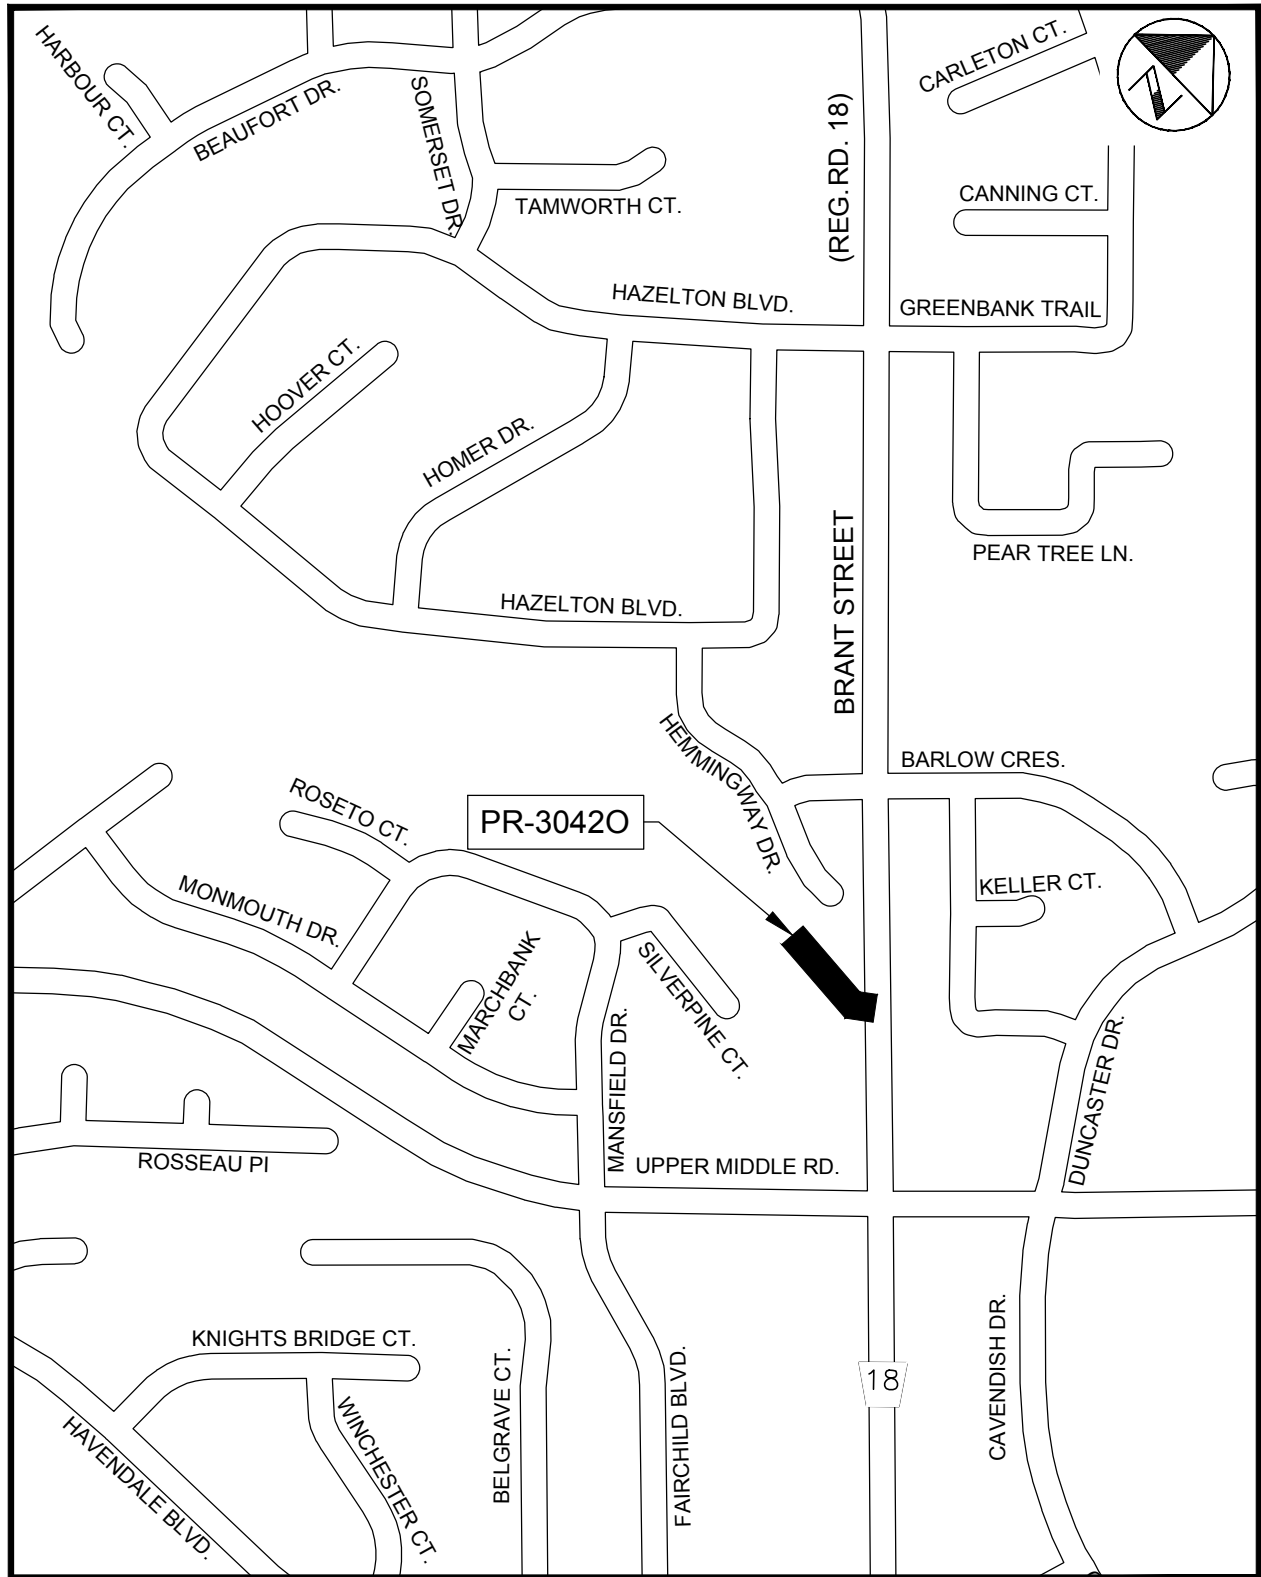 HARBOUR CT.
BEAUFORT DR.
SOMERSET DR.
TAMWORTH CT.
(REG. RD. 18)
CARLETON CT.
CANNING CT.
HAZELTON BLVD.
GREENBANK TRAIL
HOOVER CT.
HOMER DR.
PEAR TREE LN.
BRANT STREET
HAZELTON BLVD.
HEMMINGWAY DR.
BARLOW CRES.
ROSETO CT.
PR-3042O
KELLER CT.
MONMOUTH DR.
MARCHBANK
CT.
SILVERPINE CT.
MANSFIELD DR.
DUNCASTER DR.
ROSSEAU Pl
UPPER MIDDLE RD.
KNIGHTS BRIDGE CT.
BELGRAVE CT.
FAIRCHILD BLVD.
18
CAVENDISH DR.
HAVENDALE BLVD.
WINCHESTER CT.